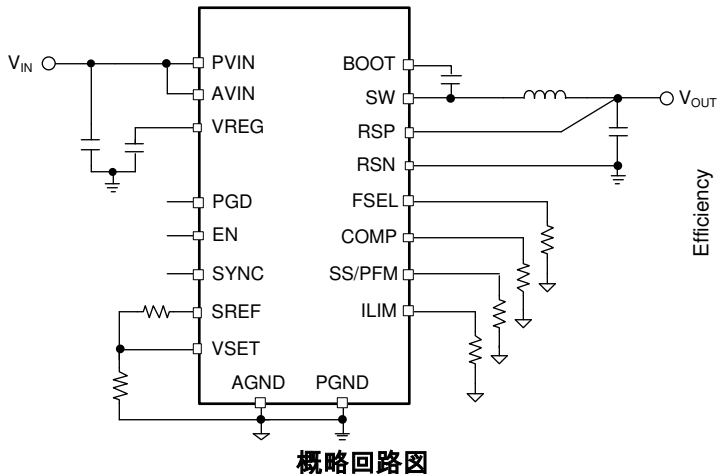 VIN
PVIN
AVIN
VREG
PGD
EN
SYNC
SREF
VSET
AGND
PGND
BOOT
SW
RSP
RSN
FSEL
COMP
SS/PFM
ILIM
VOUT
Efficiency
概略回路図